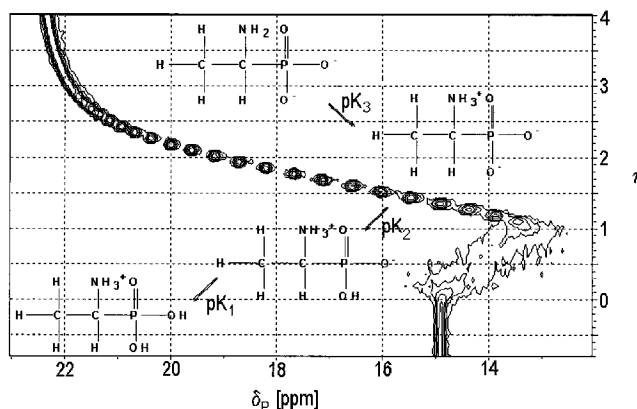 NH₂ O
H
H C C P O⁻
H H O⁻
pK₃
NH₃⁺ O
H
H C C P O⁻
H H O⁻
pK₂
NH₃⁺ O
H
H C C P O⁻
H H OH
pK₁
NH₃⁺ O
H
H C C P OH
H H OH
4
3
2
1
0
22 20 18 16 14
δP [ppm]